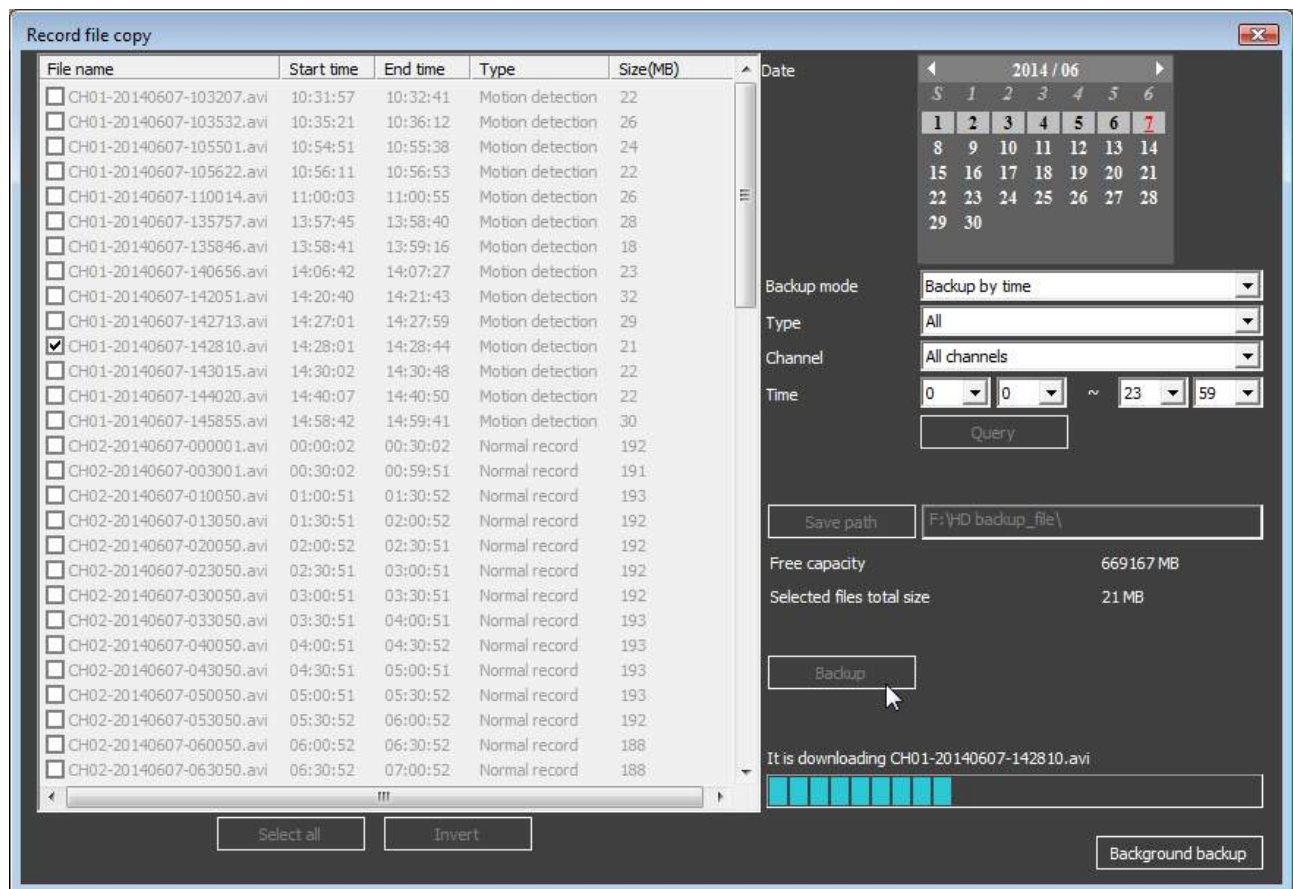 Record file copy
File name Start time End time Type Size(MB)
CH01-20140607-103207.avi 10:31:57 10:32:41 Motion detection 22
CH01-20140607-103532.avi 10:35:21 10:36:12 Motion detection 26
CH01-20140607-105501.avi 10:54:51 10:55:38 Motion detection 24
CH01-20140607-105622.avi 10:56:11 10:56:53 Motion detection 22
CH01-20140607-110014.avi 11:00:03 11:00:55 Motion detection 26
CH01-20140607-135757.avi 13:57:45 13:58:40 Motion detection 28
CH01-20140607-135846.avi 13:58:41 13:59:16 Motion detection 18
CH01-20140607-140656.avi 14:06:42 14:07:27 Motion detection 23
CH01-20140607-142051.avi 14:20:40 14:21:43 Motion detection 32
CH01-20140607-142713.avi 14:27:01 14:27:59 Motion detection 29
CH01-20140607-142810.avi 14:28:01 14:28:44 Motion detection 21
CH01-20140607-143015.avi 14:30:02 14:30:48 Motion detection 22
CH01-20140607-144020.avi 14:40:07 14:40:50 Motion detection 22
CH01-20140607-145855.avi 14:58:42 14:59:41 Motion detection 30
CH02-20140607-000001.avi 00:00:02 00:30:02 Normal record 192
CH02-20140607-003001.avi 00:30:02 00:59:51 Normal record 191
CH02-20140607-010050.avi 01:00:51 01:30:52 Normal record 193
CH02-20140607-013050.avi 01:30:51 02:00:52 Normal record 192
CH02-20140607-020050.avi 02:00:52 02:30:51 Normal record 192
CH02-20140607-023050.avi 02:30:51 03:00:51 Normal record 192
CH02-20140607-030050.avi 03:00:51 03:30:51 Normal record 192
CH02-20140607-033050.avi 03:30:51 04:00:51 Normal record 193
CH02-20140607-040050.avi 04:00:51 04:30:52 Normal record 193
CH02-20140607-043050.avi 04:30:51 05:00:51 Normal record 193
CH02-20140607-050050.avi 05:00:51 05:30:52 Normal record 193
CH02-20140607-053050.avi 05:30:52 06:00:52 Normal record 192
CH02-20140607-060050.avi 06:00:52 06:30:52 Normal record 188
CH02-20140607-063050.avi 06:30:52 07:00:52 Normal record 188
Select all Invert
Date
2014 / 06
S 1 2 3 4 5 6
1 2 3 4 5 6 7
8 9 10 11 12 13 14
15 16 17 18 19 20 21
22 23 24 25 26 27 28
29 30
Backup mode Backup by time
Type All
Channel All channels
Time 0 0 ~ 23 59
Query
Save path F:\HD backup_file\
Free capacity 669167 MB
Selected files total size 21 MB
Backup
It is downloading CH01-20140607-142810.avi
Background backup